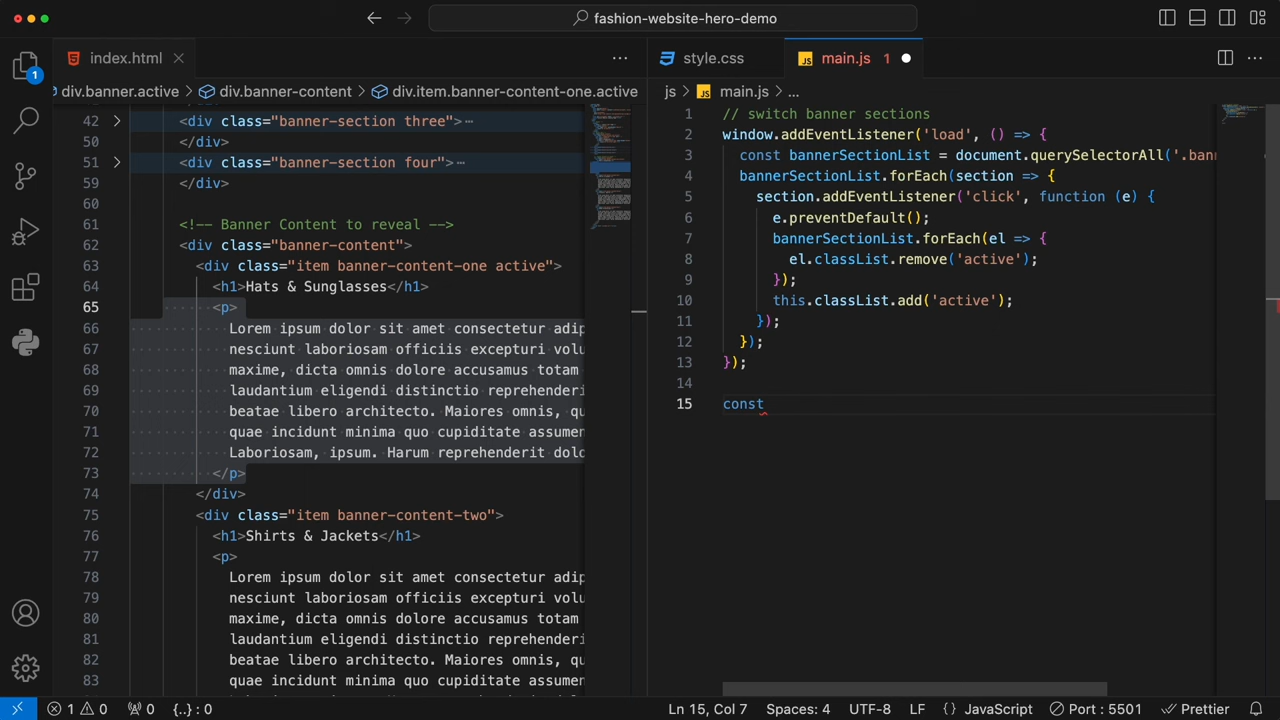 fashion-website-hero-demo
index.html
style.css
main.js 1
div.banner.active > div.banner-content > div.item.banner-content-one.active
js > main.js > ...
42 <div class="banner-section three">
50 </div>
51 <div class="banner-section four">
59 </div>
60
61 <!-- Banner Content to reveal -->
62 <div class="banner-content">
63 <div class="item banner-content-one active">
64 <h1>Hats & Sunglasses</h1>
65 <p>
66 Lorem ipsum dolor sit amet consectetur adip
67 nesciunt laboriosam officiis excepturi volu
68 maxime, dicta omnis dolore accusamus totam
69 laudantium eligendi distinctio reprehenderi
70 beatae libero architecto. Maiores omnis, qu
71 quae incidunt minima quo cupiditate assumen
72 Laboriosam, ipsum. Harum reprehenderit dolo
73 </p>
74 </div>
75 <div class="item banner-content-two">
76 <h1>Shirts & Jackets</h1>
77 <p>
78 Lorem ipsum dolor sit amet consectetur adip
79 nesciunt laboriosam officiis excepturi volu
80 maxime, dicta omnis dolore accusamus totam
81 laudantium eligendi distinctio reprehenderi
82 beatae libero architecto. Maiores omnis, qu
83 quae incidunt minima quo cupiditate assumen
1 // switch banner sections
2 window.addEventListener('load', () => {
3 const bannerSectionList = document.querySelectorAll('.bann
4 bannerSectionList.forEach(section => {
5 section.addEventListener('click', function (e) {
6 e.preventDefault();
7 bannerSectionList.forEach(el => {
8 el.classList.remove('active');
9 });
10 this.classList.add('active');
11 });
12 });
13 });
14
15 const
1 0 0 {..} : 0
Ln 15, Col 7 Spaces: 4 UTF-8 LF {} JavaScript Port : 5501 Prettier